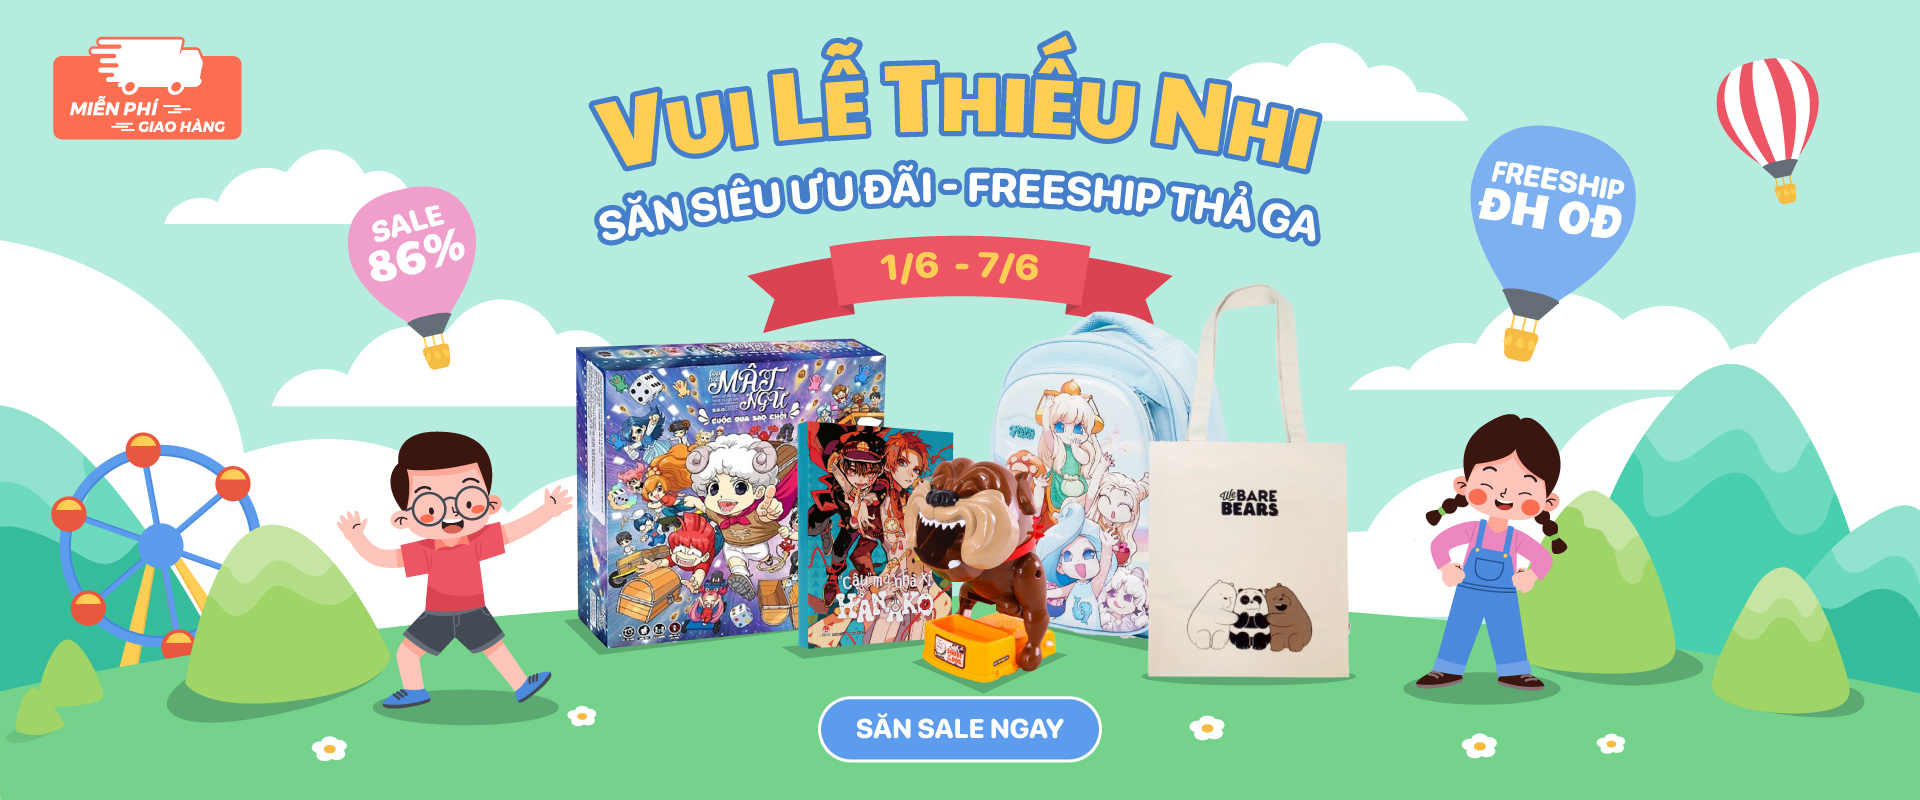 MIỄN PHÍ
GIAO HÀNG
VUI LỄ THIẾU NHI
SĂN SIÊU ƯU ĐÃI - FREESHIP THẢ GA
1/6 - 7/6
SALE
86%
FREESHIP
ĐH 0Đ
MẬT
NGỮ
CUỘC ĐUA SAO CHỔI
Cậu ma nhà xí
HANAKO
We BARE
BEARS
SĂN SALE NGAY